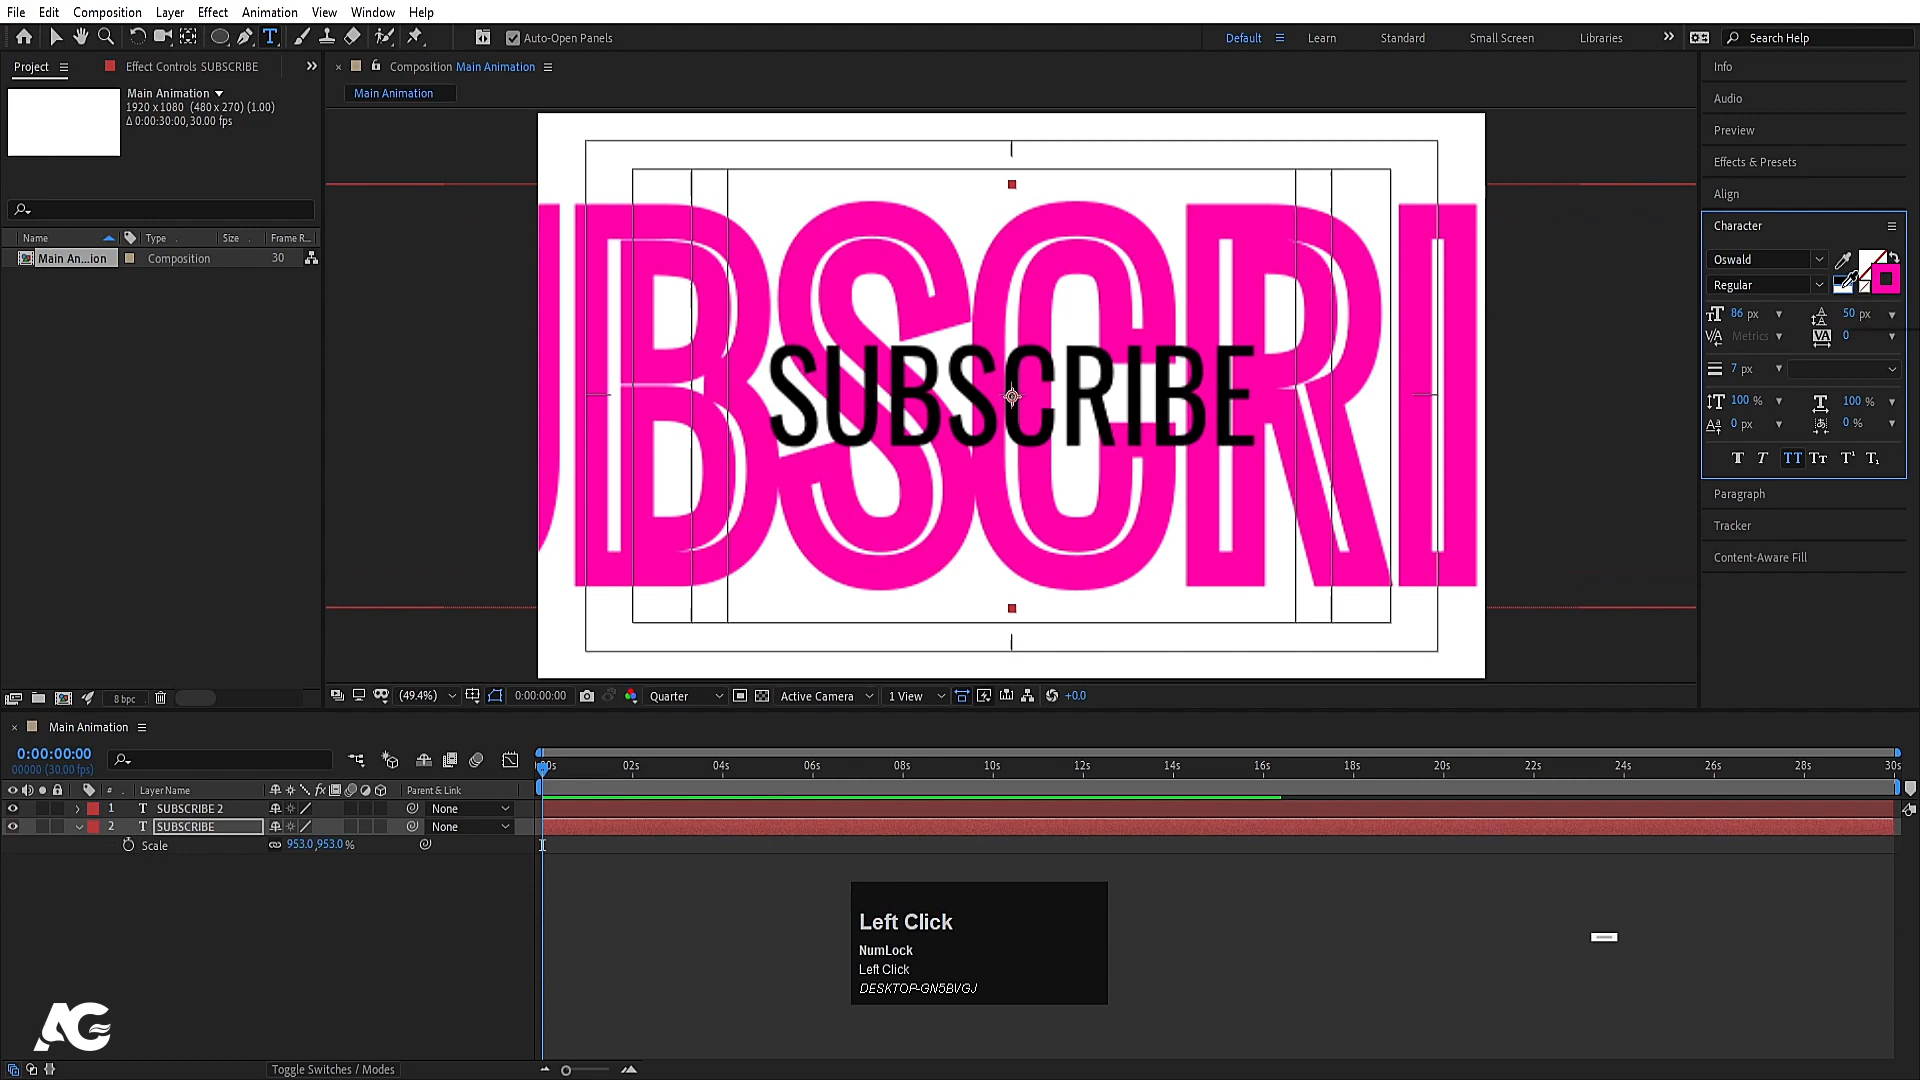 File Edit Composition Layer Effect Animation View Window Help
Auto-Open Panels
Default Learn Standard Small Screen Libraries Search Help
Project Effect Controls SUBSCRIBE
Composition Main Animation
Main Animation
Main Animation
1920 x 1080 (480 x 270) (1.00)
Δ 0:00:30:00, 30.00 fps
Name Type Size Frame R...
Main An...ion Composition 30
8 bpc
UBSCRI
SUBSCRIBE
(49.4%) 0:00:00:00 Quarter Active Camera 1 View +0.0
Info
Audio
Preview
Effects & Presets
Align
Character
Oswald
Regular
86 px 50 px
Metrics 0
7 px
100 % 100 %
0 px 0 %
Paragraph
Tracker
Content-Aware Fill
Main Animation
0:00:00:00
00000 (30.00 fps)
02s 04s 06s 08s 10s 12s 14s 16s 18s 20s 22s 24s 26s 28s 30s
# Layer Name Parent & Link
1 T SUBSCRIBE 2 None
2 T SUBSCRIBE None
Scale 953.0,953.0%
Left Click
NumLock
Left Click
DESKTOP-GN5BVGJ
AG
Toggle Switches / Modes